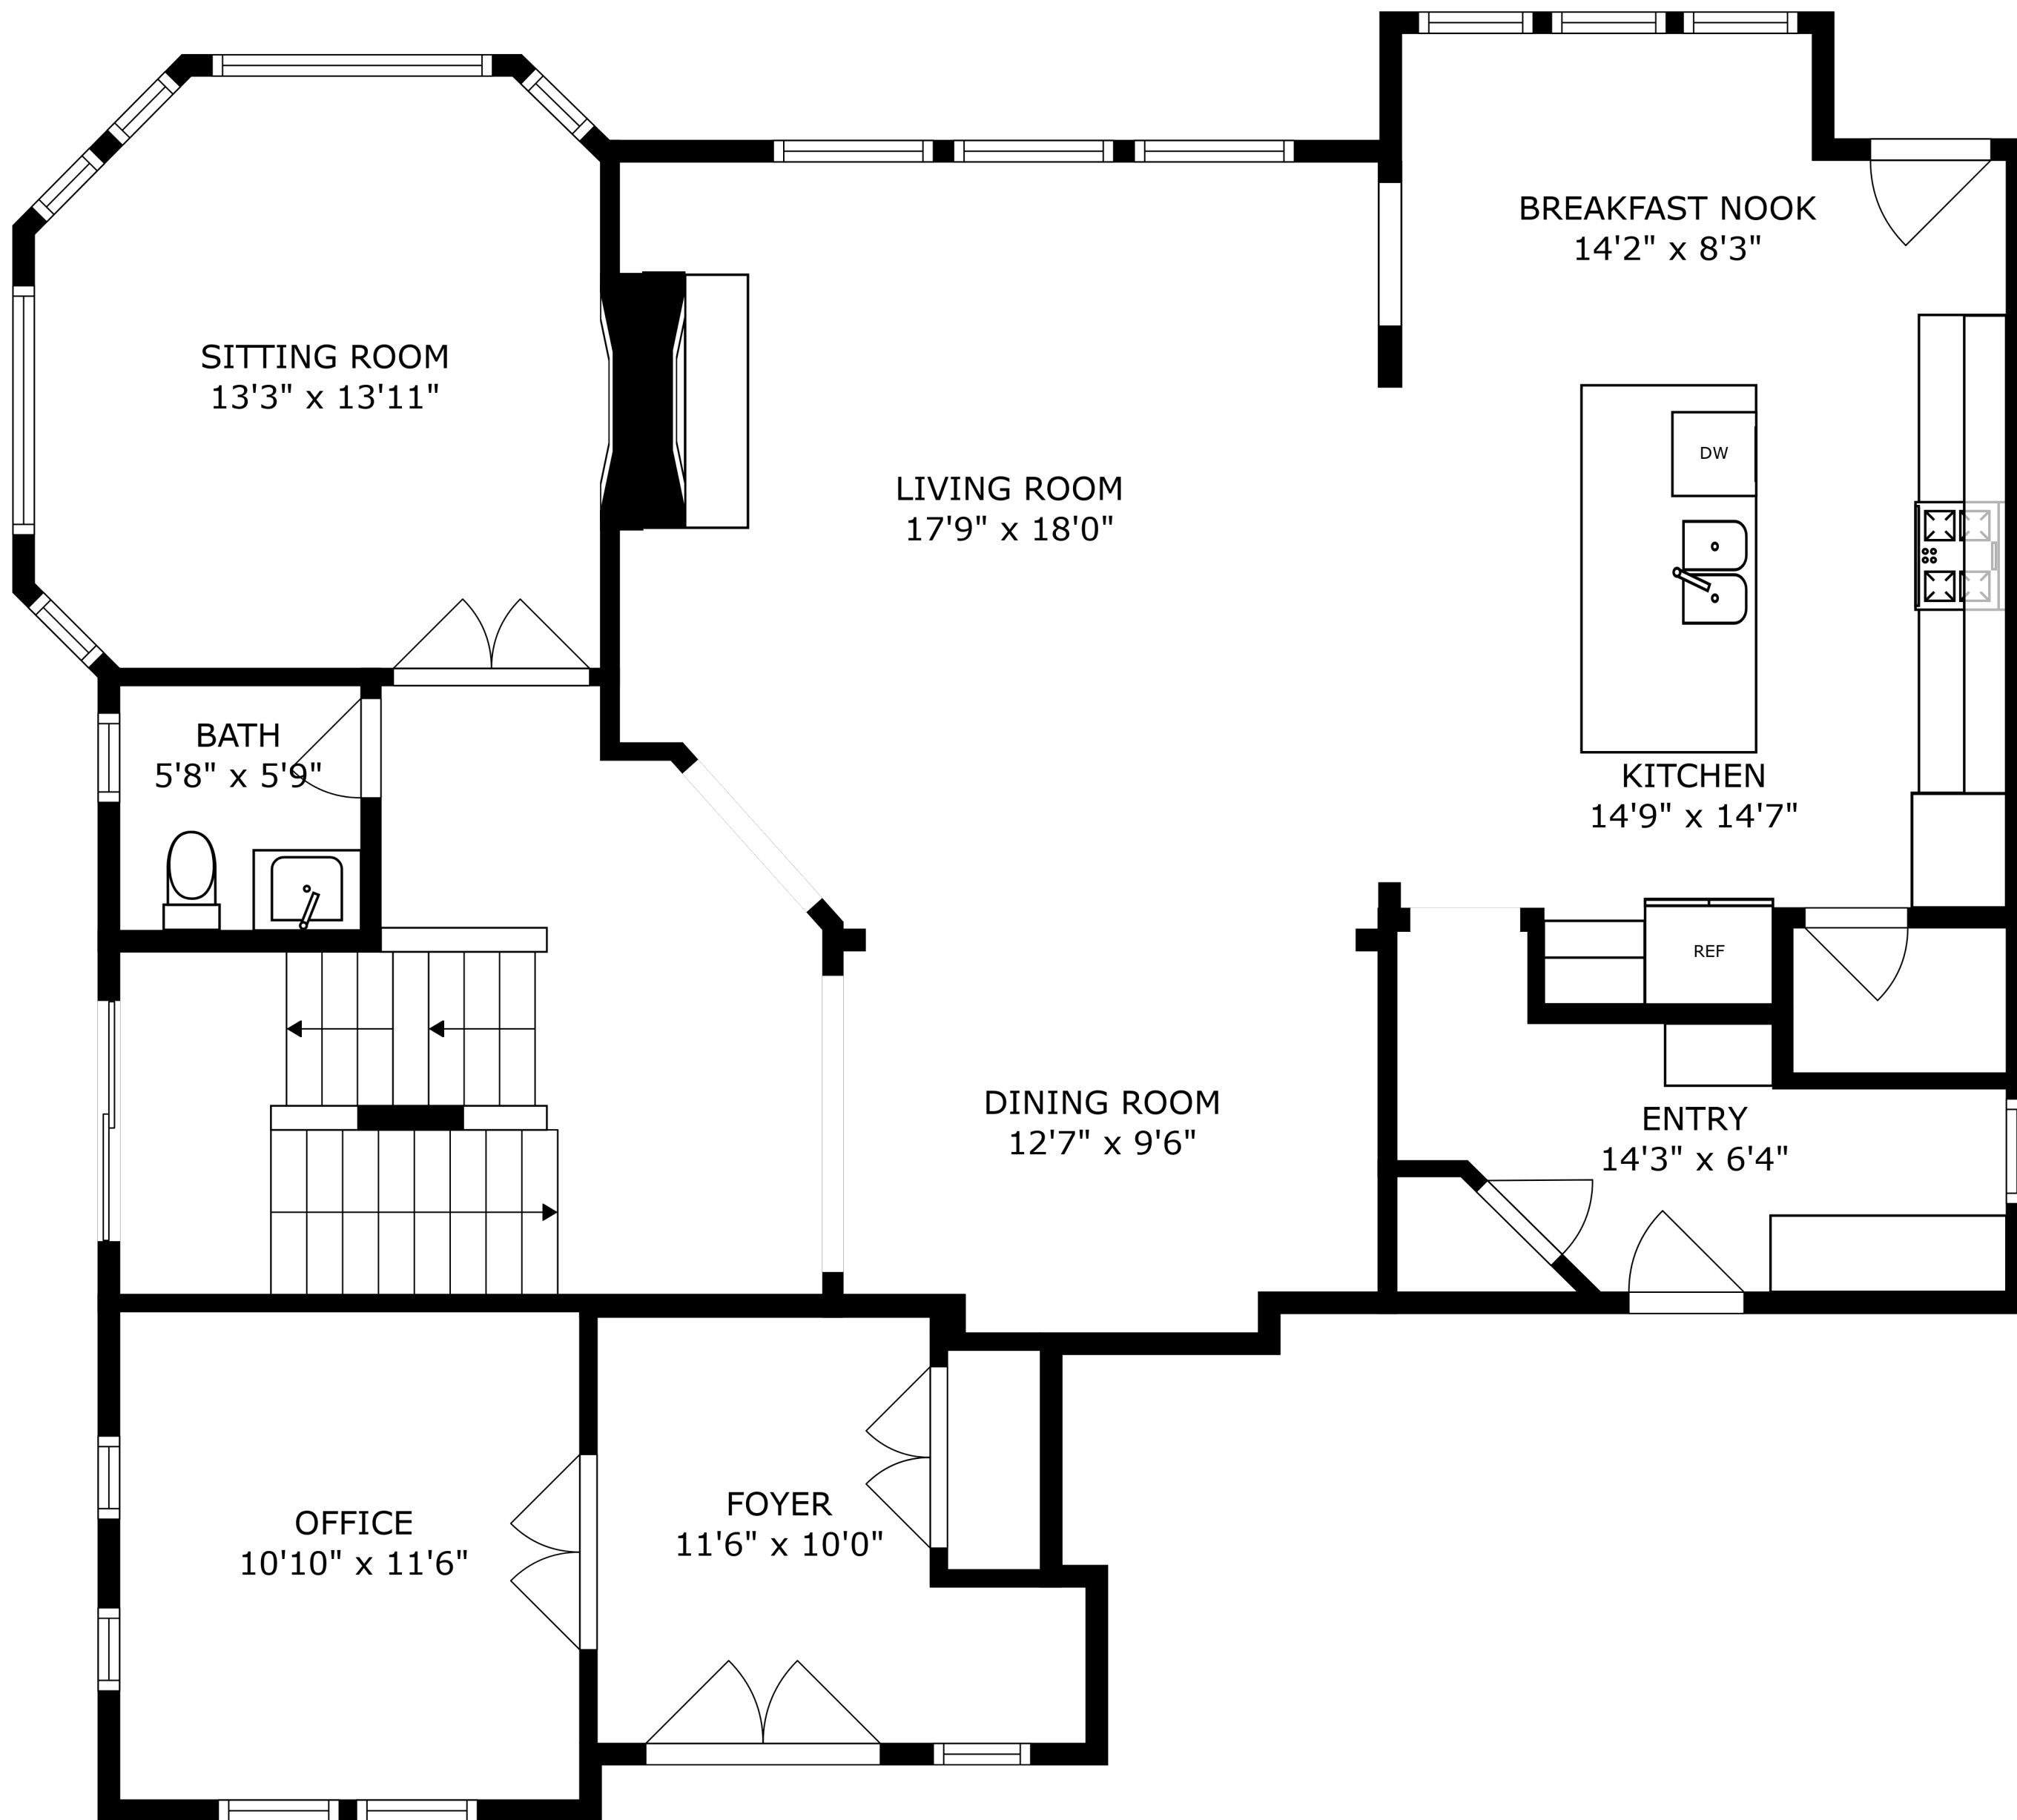 BREAKFAST NOOK
14'2" x 8'3"
SITTING ROOM
13'3" x 13'11"
DW
LIVING ROOM
17'9" x 18'0"
BATH
5'8" x 5'9"
KITCHEN
14'9" x 14'7"
REF
DINING ROOM
12'7" x 9'6"
ENTRY
14'3" x 6'4"
FOYER
11'6" x 10'0"
OFFICE
10'10" x 11'6"